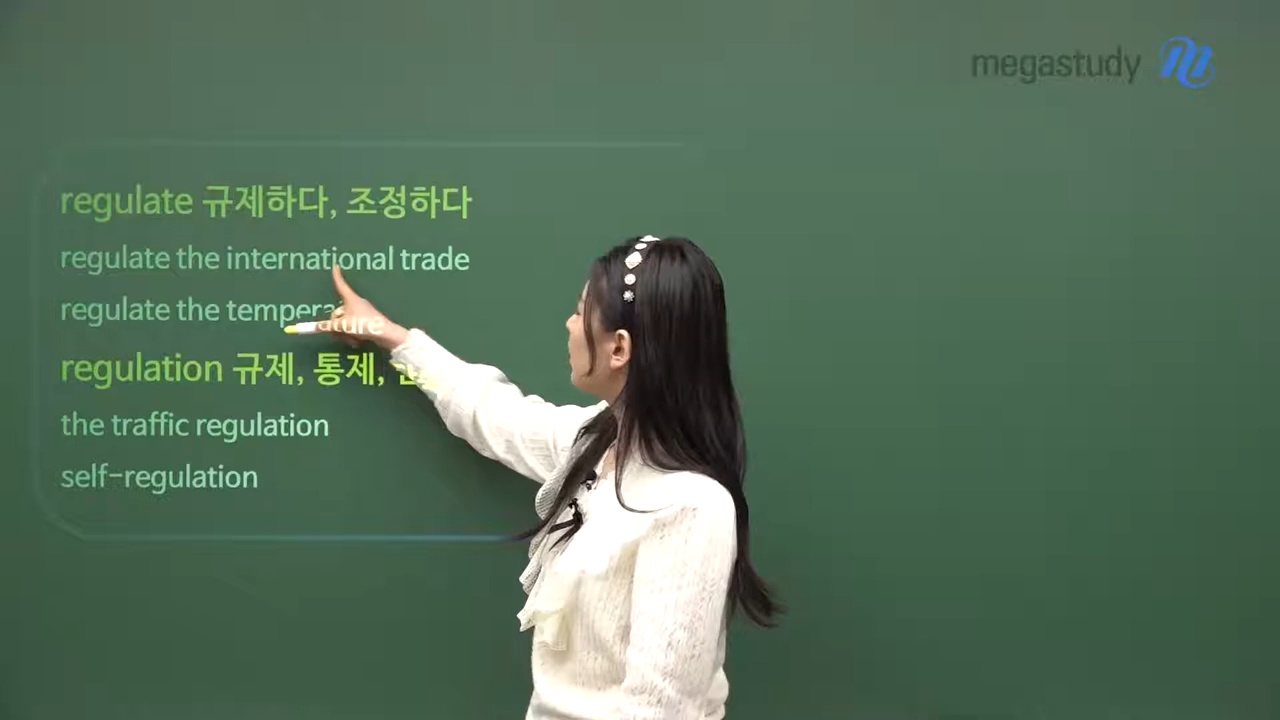 megastudy
regulate 규제하다, 조정하다
regulate the international trade
regulate the temperature
regulation 규제, 통제,
the traffic regulation
self-regulation